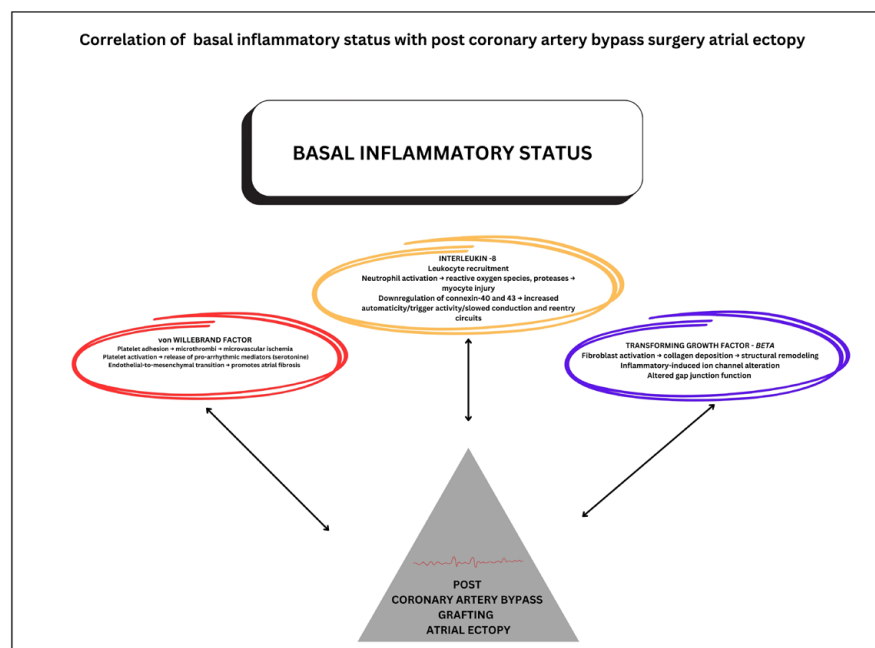 Correlation of basal inflammatory status with post coronary artery bypass surgery atrial ectopy
BASAL INFLAMMATORY STATUS
INTERLEUKIN -8
Leukocyte recruitment
Neutrophil activation → reactive oxygen species, proteases →
myocyte injury
Downregulation of connexin-40 and 43 → increased
automaticity/trigger activity/slowed conduction and reentry
circuits
von WILLEBRAND FACTOR
Platelet adhesion → microthrombi → microvascular ischemia
Platelet activation → release of pro-arrhythmic mediators (serotonine)
Endothelial-to-mesenchymal transition → promotes atrial fibrosis
TRANSFORMING GROWTH FACTOR - BETA
Fibroblast activation → collagen deposition → structural remodeling
Inflammatory-induced ion channel alteration
Altered gap junction function
POST
CORONARY ARTERY BYPASS
GRAFTING
ATRIAL ECTOPY